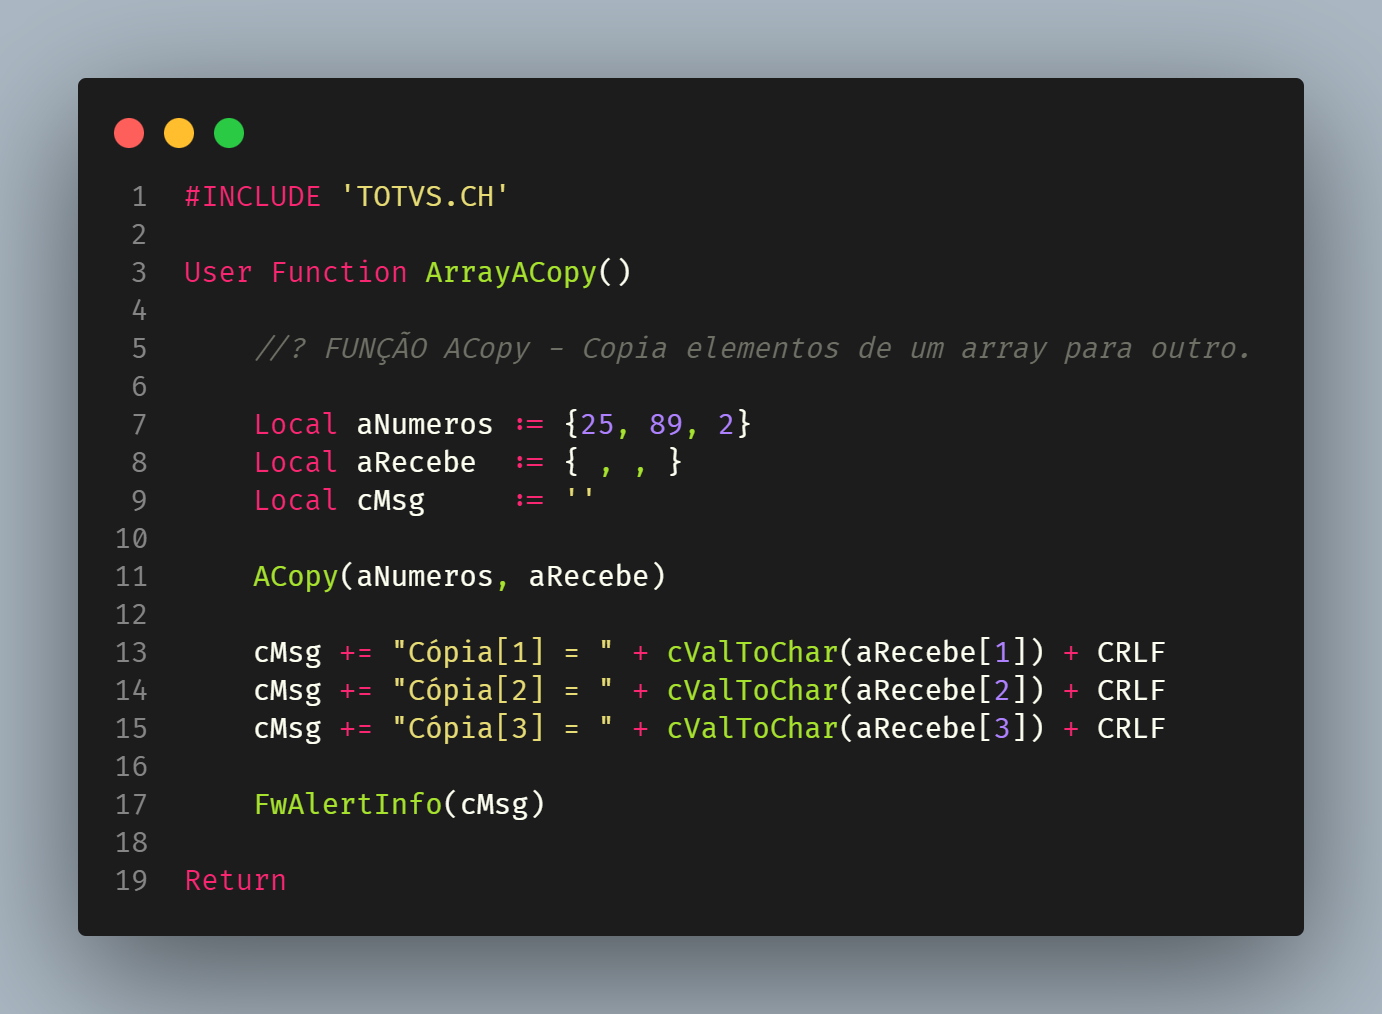 1 #INCLUDE 'TOTVS.CH'
2
3 User Function ArrayACopy()
4
5     //? FUNÇÃO ACopy - Copia elementos de um array para outro.
6
7     Local aNumeros := {25, 89, 2}
8     Local aRecebe  := { , , }
9     Local cMsg     := ''
10
11     ACopy(aNumeros, aRecebe)
12
13     cMsg += "Cópia[1] = " + cValToChar(aRecebe[1]) + CRLF
14     cMsg += "Cópia[2] = " + cValToChar(aRecebe[2]) + CRLF
15     cMsg += "Cópia[3] = " + cValToChar(aRecebe[3]) + CRLF
16
17     FwAlertInfo(cMsg)
18
19 Return